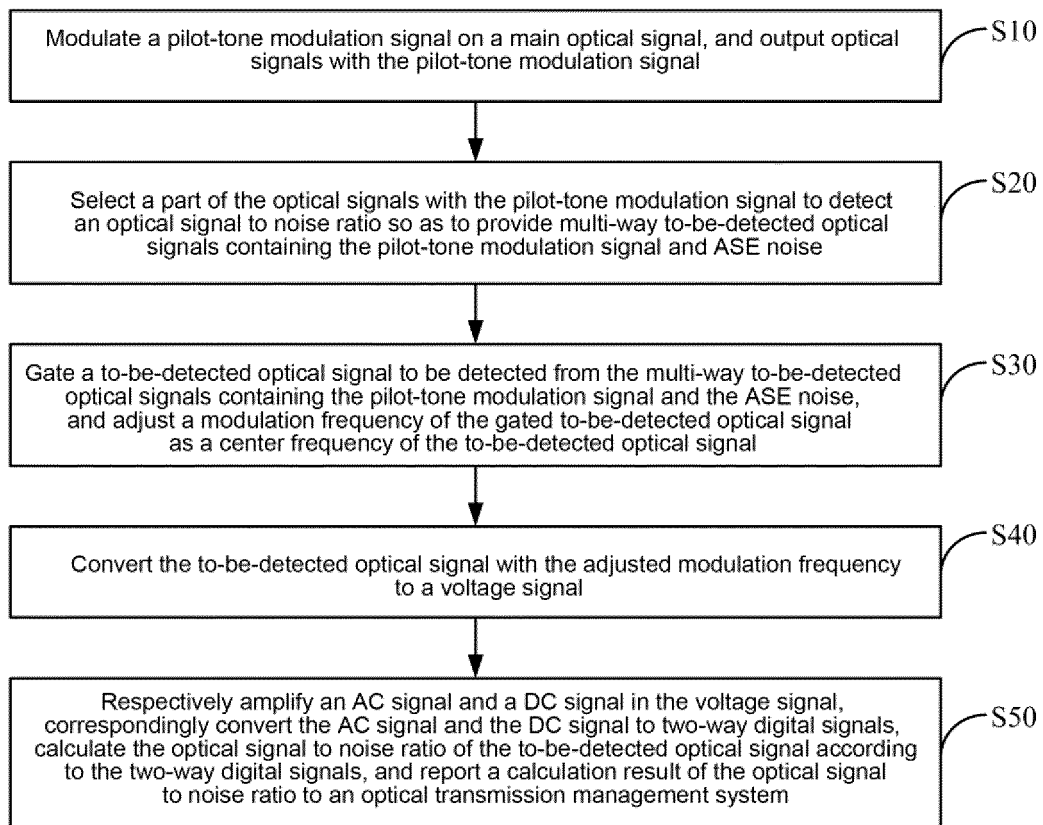 Modulate a pilot-tone modulation signal on a main optical signal, and output optical
signals with the pilot-tone modulation signal
S10
Select a part of the optical signals with the pilot-tone modulation signal to detect
an optical signal to noise ratio so as to provide multi-way to-be-detected optical
signals containing the pilot-tone modulation signal and ASE noise
S20
Gate a to-be-detected optical signal to be detected from the multi-way to-be-detected
optical signals containing the pilot-tone modulation signal and the ASE noise,
and adjust a modulation frequency of the gated to-be-detected optical signal
as a center frequency of the to-be-detected optical signal
S30
Convert the to-be-detected optical signal with the adjusted modulation frequency
to a voltage signal
S40
Respectively amplify an AC signal and a DC signal in the voltage signal,
correspondingly convert the AC signal and the DC signal to two-way digital signals,
calculate the optical signal to noise ratio of the to-be-detected optical signal according
to the two-way digital signals, and report a calculation result of the optical signal
to noise ratio to an optical transmission management system
S50